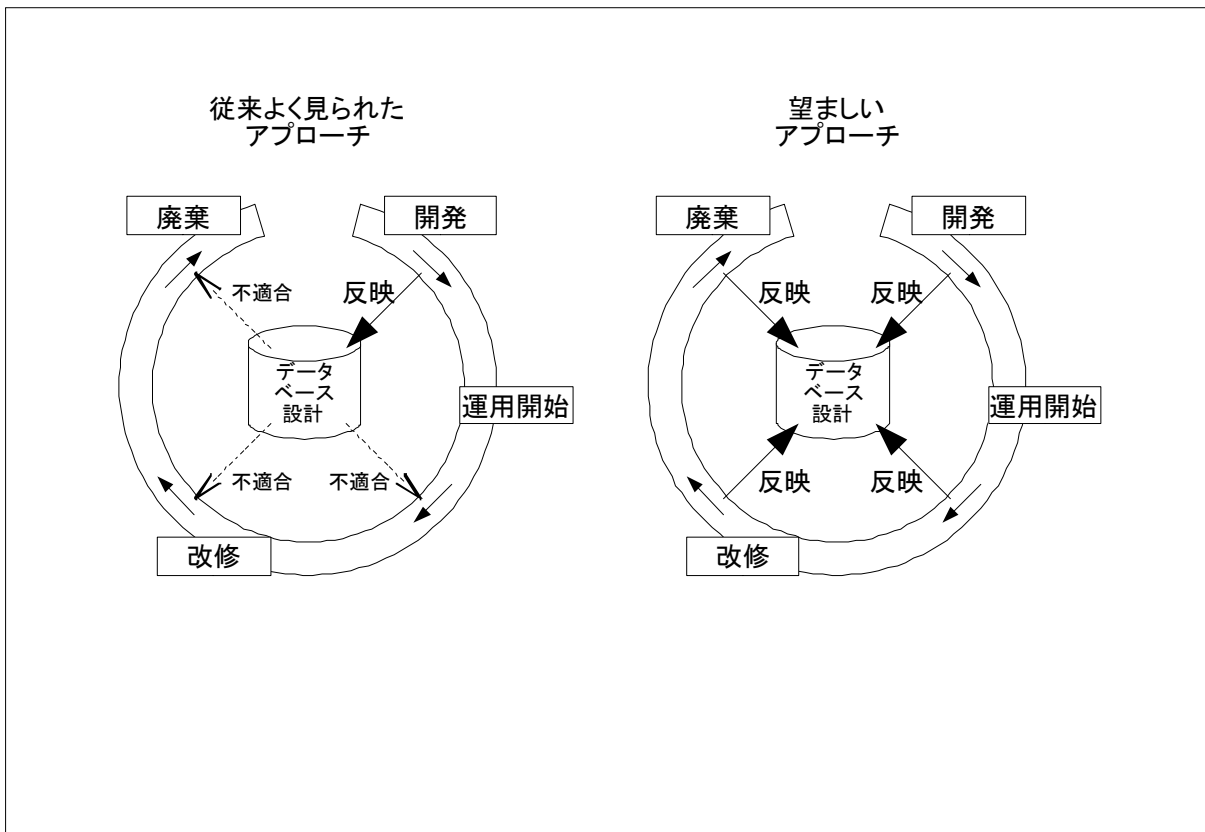 従来よく見られた
アプローチ
廃棄
開発
不適合
反映
データ
ベース
設計
運用開始
不適合
不適合
改修
望ましい
アプローチ
廃棄
開発
反映
反映
データ
ベース
設計
運用開始
反映
反映
改修